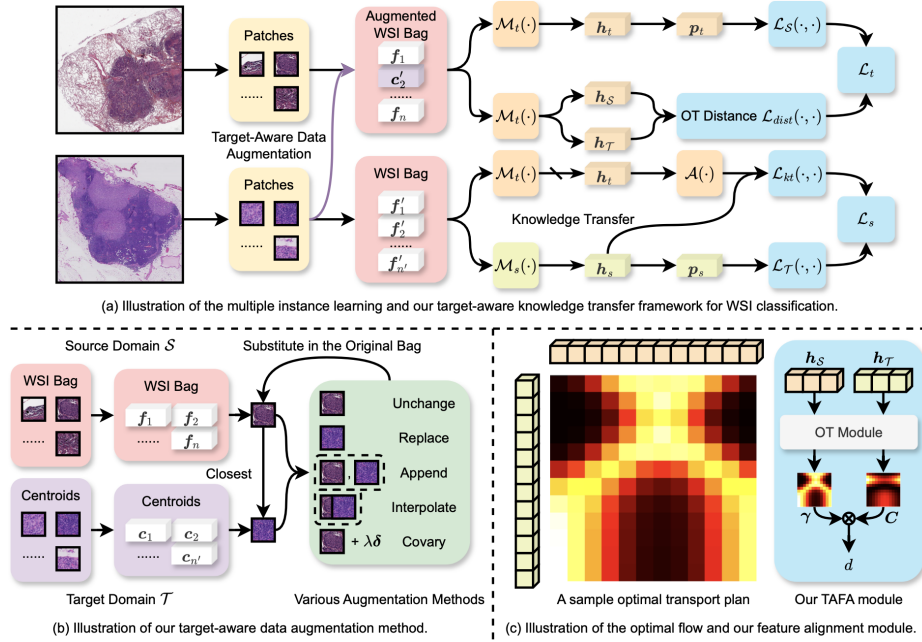 Patches
......
Target-Aware Data
Augmentation
Patches
......
Augmented
WSI Bag
f_1
c'_2
......
f_n
WSI Bag
f'_1
f'_2
......
f'_{n'}
M_t(·)
h_t
p_t
L_S(·,·)
L_t
M_t(·)
h_S
h_T
OT Distance L_{dist}(·,·)
M_t(·)
h_t
A(·)
L_{kt}(·,·)
Knowledge Transfer
L_s
M_s(·)
h_s
p_s
L_T(·,·)
(a) Illustration of the multiple instance learning and our target-aware knowledge transfer framework for WSI classification.
Source Domain S
Substitute in the Original Bag
WSI Bag
......
WSI Bag
f_1 f_2
...... f_n
Closest
Centroids
......
Centroids
c_1 c_2
...... c_{n'}
Unchange
Replace
, Append
Interpolate
+ λδ Covary
Target Domain T
Various Augmentation Methods
(b) Illustration of our target-aware data augmentation method.
h_S h_T
OT Module
γ ⊗ C
d
A sample optimal transport plan
Our TAFA module
(c) Illustration of the optimal flow and our feature alignment module.